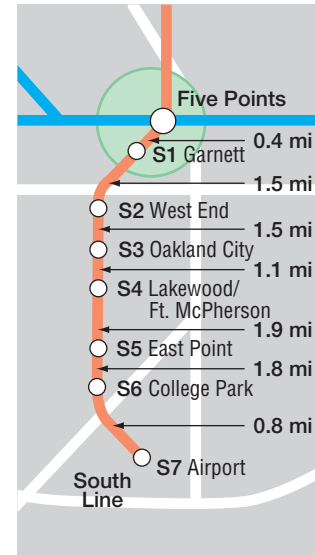 Five Points
0.4 mi
S1 Garnett
1.5 mi
S2 West End
1.5 mi
S3 Oakland City
1.1 mi
S4 Lakewood/
Ft. McPherson
1.9 mi
S5 East Point
1.8 mi
S6 College Park
0.8 mi
S7 Airport
South
Line